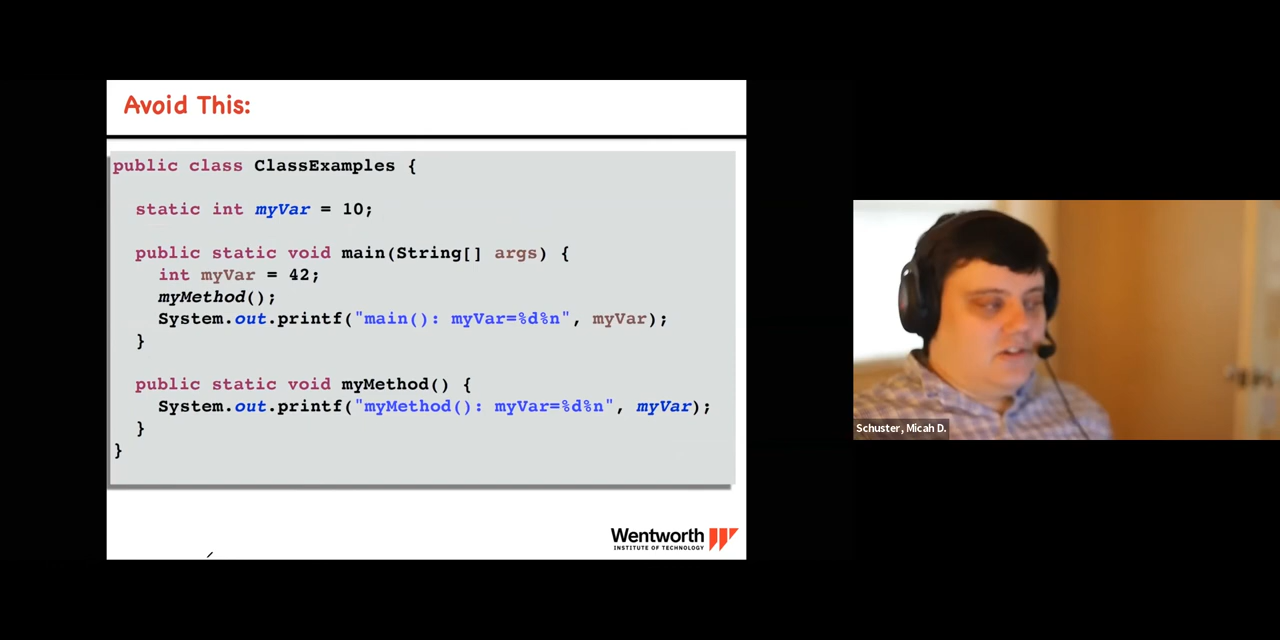 Avoid This:
public class ClassExamples {
static int myVar = 10;
public static void main(String[] args) {
int myVar = 42;
myMethod();
System.out.printf("main(): myVar=%d%n", myVar);
}
public static void myMethod() {
System.out.printf("myMethod(): myVar=%d%n", myVar);
}
}
Wentworth
INSTITUTE OF TECHNOLOGY
Schuster, Micah D.